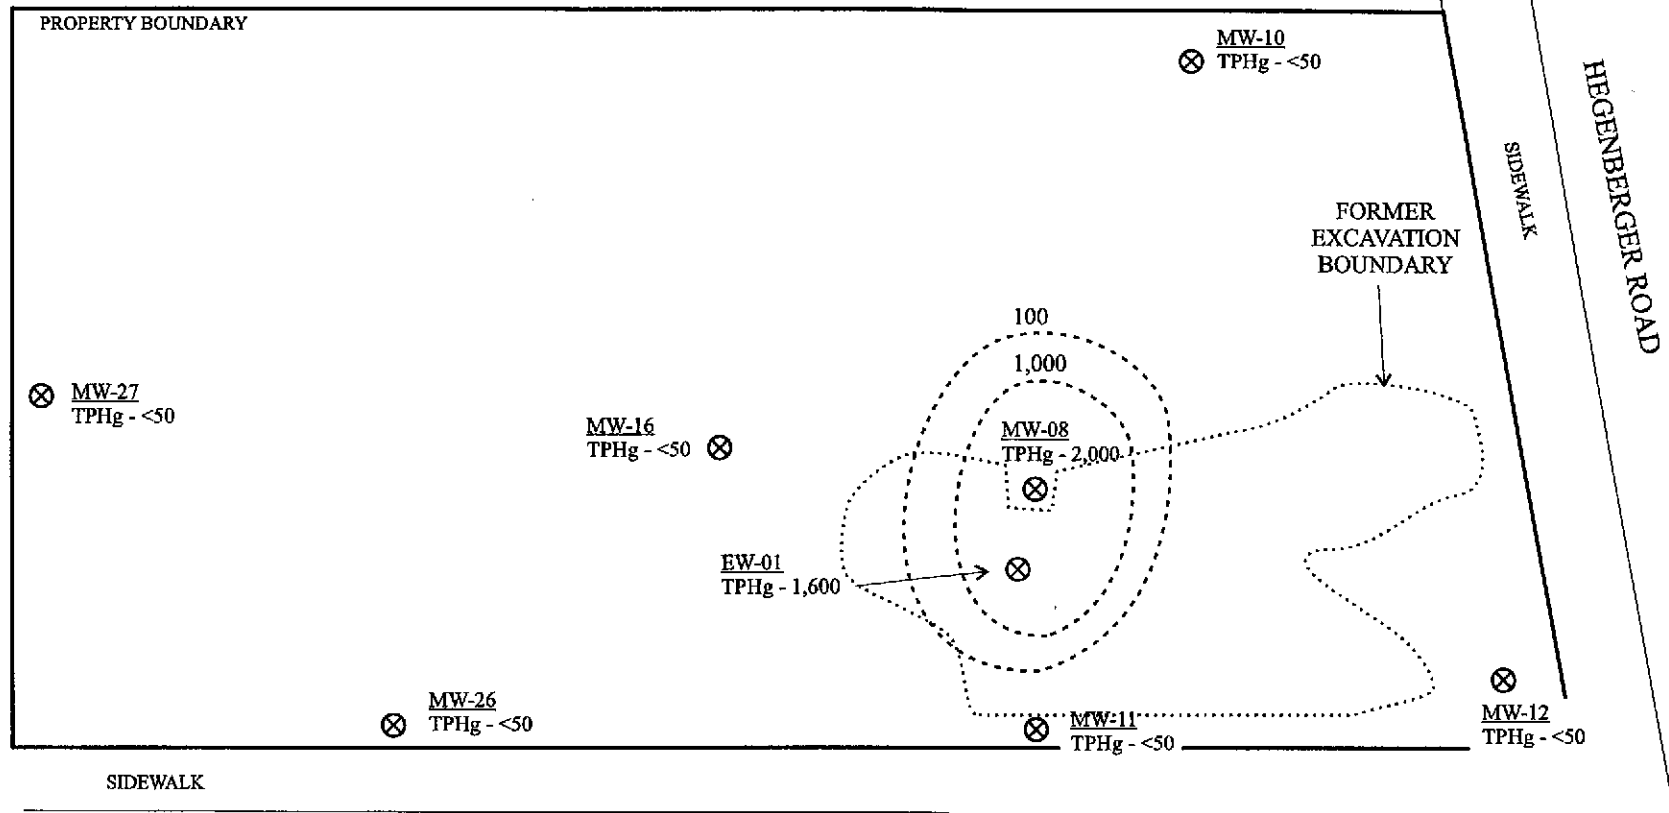 PROPERTY BOUNDARY
MW-10
TPHg - <50
HEGENBERGER ROAD
SIDEWALK
FORMER
EXCAVATION
BOUNDARY
100
1,000
MW-27
TPHg - <50
MW-16
TPHg - <50
MW-08
TPHg - 2,000
EW-01
TPHg - 1,600
MW-26
TPHg - <50
MW-11
TPHg - <50
MW-12
TPHg - <50
SIDEWALK